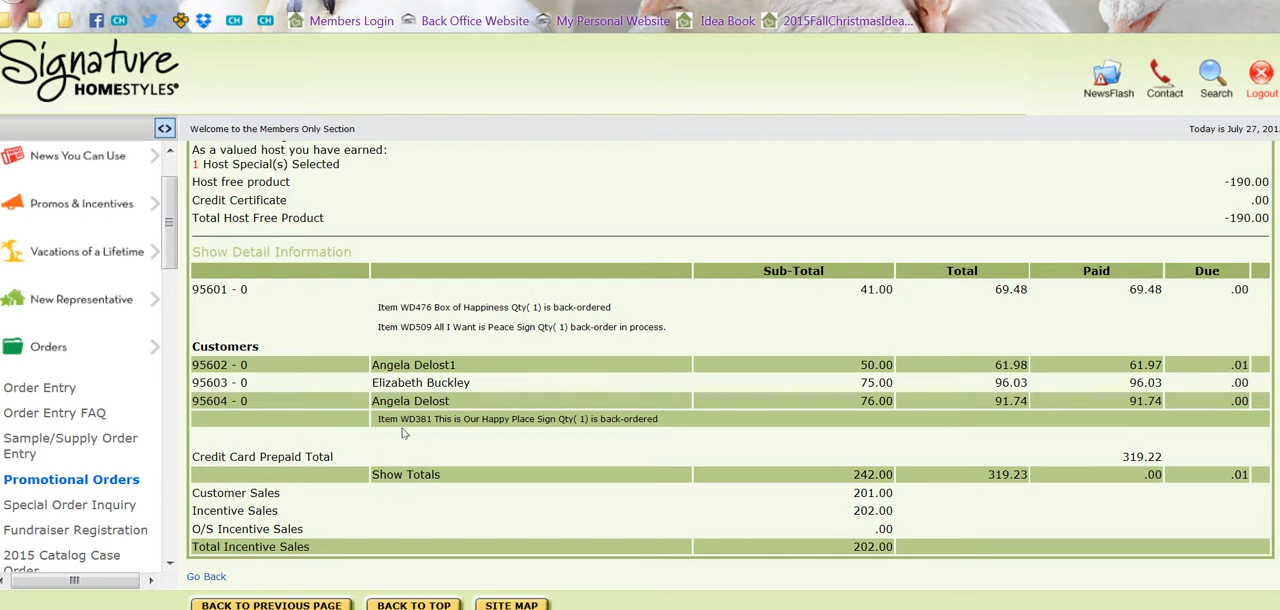 CH CH CH Members Login Back Office Website My Personal Website Idea Book 2015FallChristmasIdea...
Signature
HOMESTYLES®
NewsFlash Contact Search Logout
<> Welcome to the Members Only Section Today is July 27, 201
News You Can Use
Promos & Incentives
Vacations of a Lifetime
New Representative
Orders
Order Entry
Order Entry FAQ
Sample/Supply Order
Entry
Promotional Orders
Special Order Inquiry
Fundraiser Registration
2015 Catalog Case
Order
As a valued host you have earned:
1 Host Special(s) Selected
Host free product -190.00
Credit Certificate .00
Total Host Free Product -190.00
Show Detail Information
Sub-Total Total Paid Due
95601 - 0 41.00 69.48 69.48 .00
Item WD476 Box of Happiness Qty( 1) is back-ordered
Item WD509 All I Want is Peace Sign Qty( 1) back-order in process.
Customers
95602 - 0 Angela Delost1 50.00 61.98 61.97 .01
95603 - 0 Elizabeth Buckley 75.00 96.03 96.03 .00
95604 - 0 Angela Delost 76.00 91.74 91.74 .00
Item WD381 This is Our Happy Place Sign Qty( 1) is back-ordered
Credit Card Prepaid Total 319.22
Show Totals 242.00 319.23 .00 .01
Customer Sales 201.00
Incentive Sales 202.00
O/S Incentive Sales .00
Total Incentive Sales 202.00
Go Back
BACK TO PREVIOUS PAGE BACK TO TOP SITE MAP